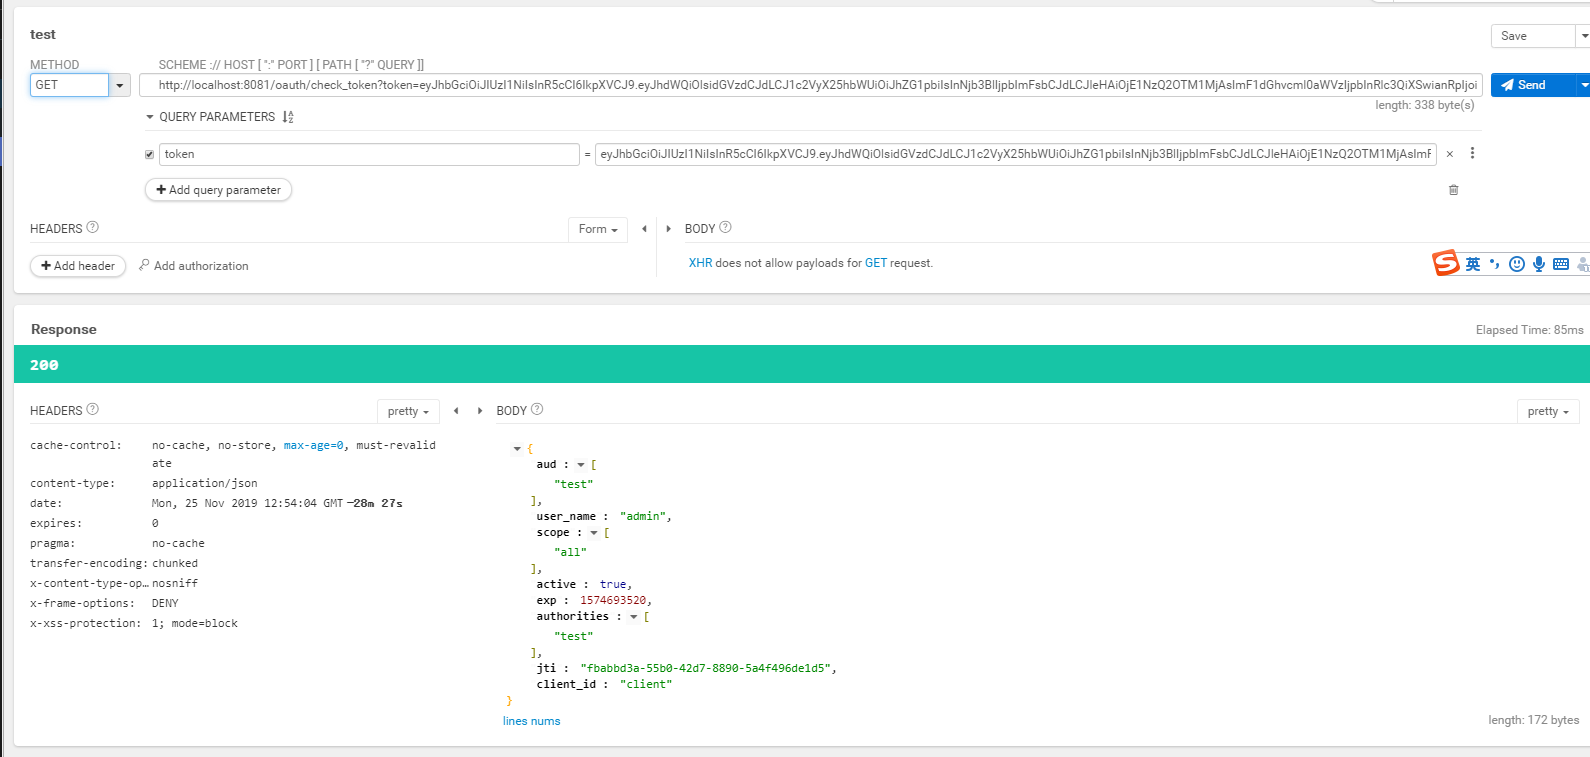 test
Save
METHOD
SCHEME :// HOST [ ":" PORT ] [ PATH [ "?" QUERY ]]
GET
http://localhost:8081/oauth/check_token?token=eyJhbGciOiJIUzI1NiIsInR5cCI6IkpXVCJ9.eyJhdWQiOlsidGVzdCJdLCJ1c2VyX25hbWUiOiJhZG1pbiIsInNjb3BlIjpbImFsbCJdLCJleHAiOjE1NzQ2OTM1MjAsImF1dGhvcml0aWVzIjpbInRlc3QiXSwianRpIjoi
Send
length: 338 byte(s)
QUERY PARAMETERS
token = eyJhbGciOiJIUzI1NiIsInR5cCI6IkpXVCJ9.eyJhdWQiOlsidGVzdCJdLCJ1c2VyX25hbWUiOiJhZG1pbiIsInNjb3BlIjpbImFsbCJdLCJleHAiOjE1NzQ2OTM1MjAsImF
Add query parameter
HEADERS
Form
BODY
Add header
Add authorization
XHR does not allow payloads for GET request.
英
Response
Elapsed Time: 85ms
200
HEADERS
pretty
BODY
pretty
cache-control: no-cache, no-store, max-age=0, must-revalid
ate
content-type: application/json
date: Mon, 25 Nov 2019 12:54:04 GMT -28m 27s
expires: 0
pragma: no-cache
transfer-encoding: chunked
x-content-type-op… nosniff
x-frame-options: DENY
x-xss-protection: 1; mode=block
{
aud : [
"test"
],
user_name : "admin",
scope : [
"all"
],
active : true,
exp : 1574693520,
authorities : [
"test"
],
jti : "fbabbd3a-55b0-42d7-8890-5a4f496de1d5",
client_id : "client"
}
lines nums
length: 172 bytes